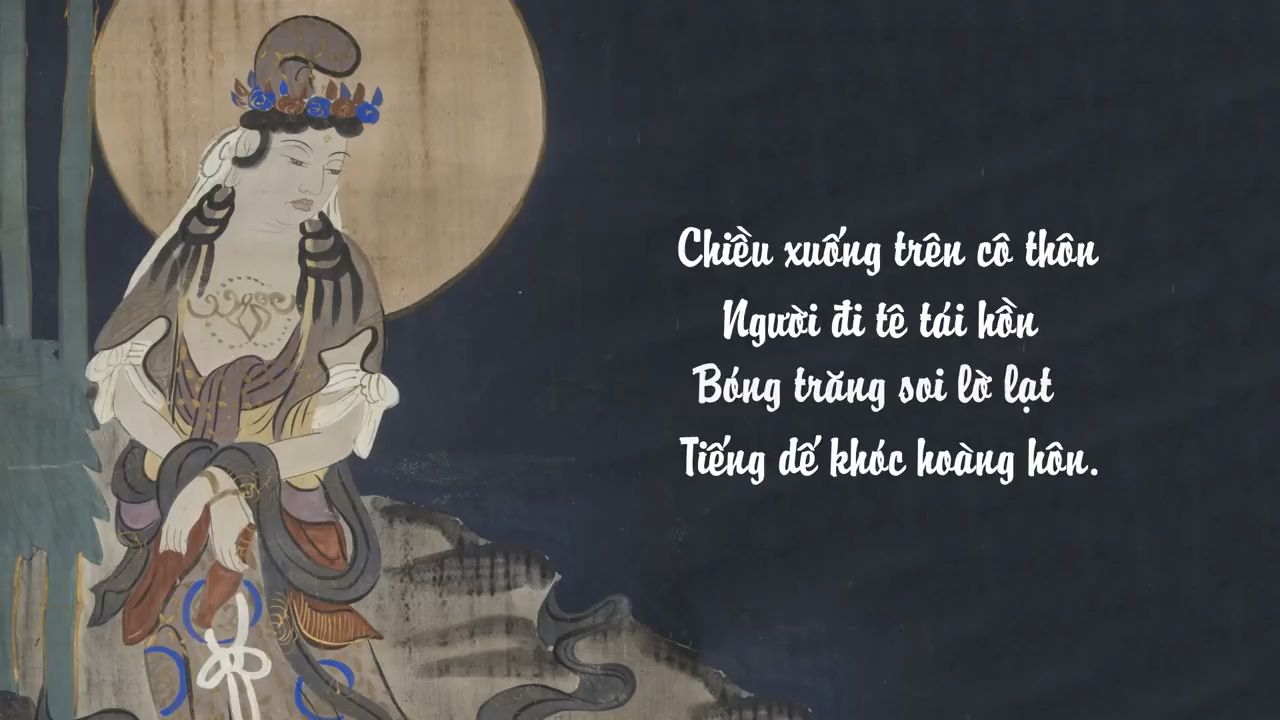 Chiều xuống trên cô thôn
Người đi tê tái hồn
Bóng trăng soi lờ lạt
Tiếng dế khóc hoàng hôn.